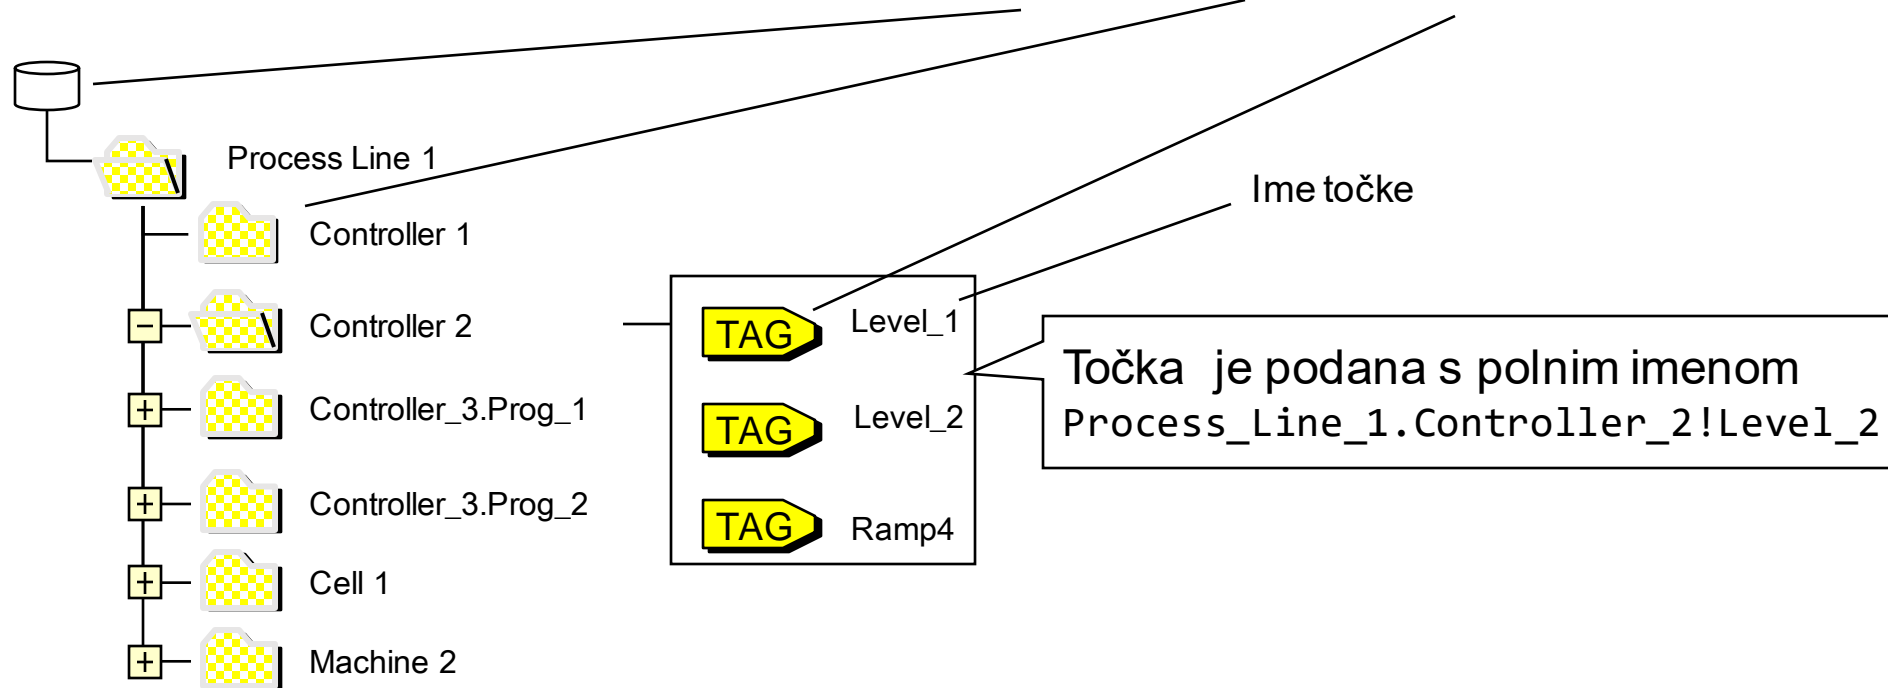 Process Line 1
Ime točke
Controller 1
Controller 2
TAG Level_1
Točka je podana s polnim imenom
Process_Line_1.Controller_2!Level_2
Controller_3.Prog_1
TAG Level_2
Controller_3.Prog_2
TAG Ramp4
Cell 1
Machine 2